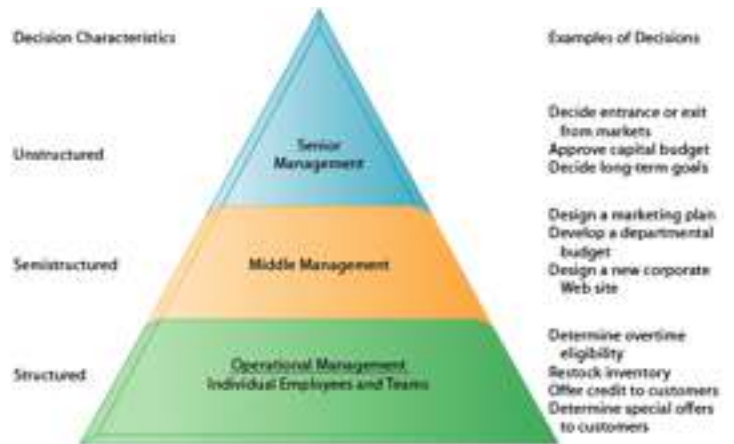 Decision Characteristics
Examples of Decisions
Unstructured
Senior
Management
Decide entrance or exit
from markets
Approve capital budget
Decide long-term goals
Semistructured
Middle Management
Design a marketing plan
Develop a departmental
budget
Design a new corporate
Web site
Structured
Operational Management
Individual Employees and Teams
Determine overtime
eligibility
Restock inventory
Offer credit to customers
Determine special offers
to customers